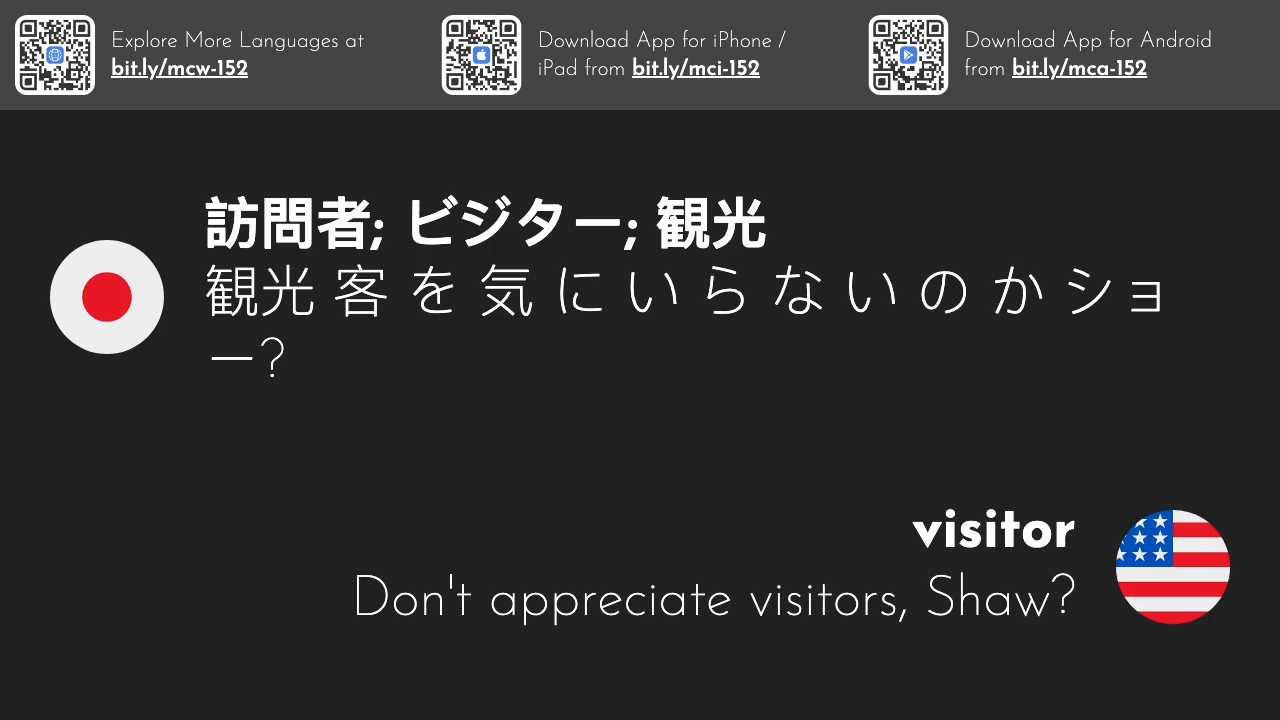 Explore More Languages at
bit.ly/mcw-152
Download App for iPhone /
iPad from bit.ly/mci-152
Download App for Android
from bit.ly/mca-152
訪問者; ビジター; 観光
観光 客 を 気 に い ら な い の か シ ョ
ー?
visitor
Don't appreciate visitors, Shaw?